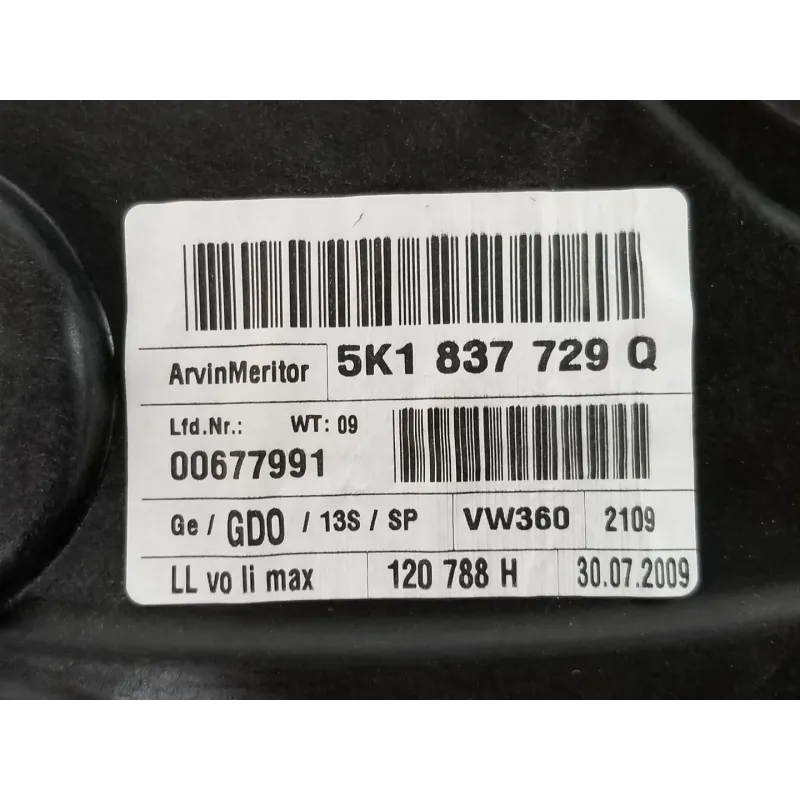 ArvinMeritor 5K1 837 729 Q
Lfd.Nr.: WT: 09
00677991
Ge / GDO / 13S / SP VW360 2109
LL vo li max 120 788 H 30.07.2009